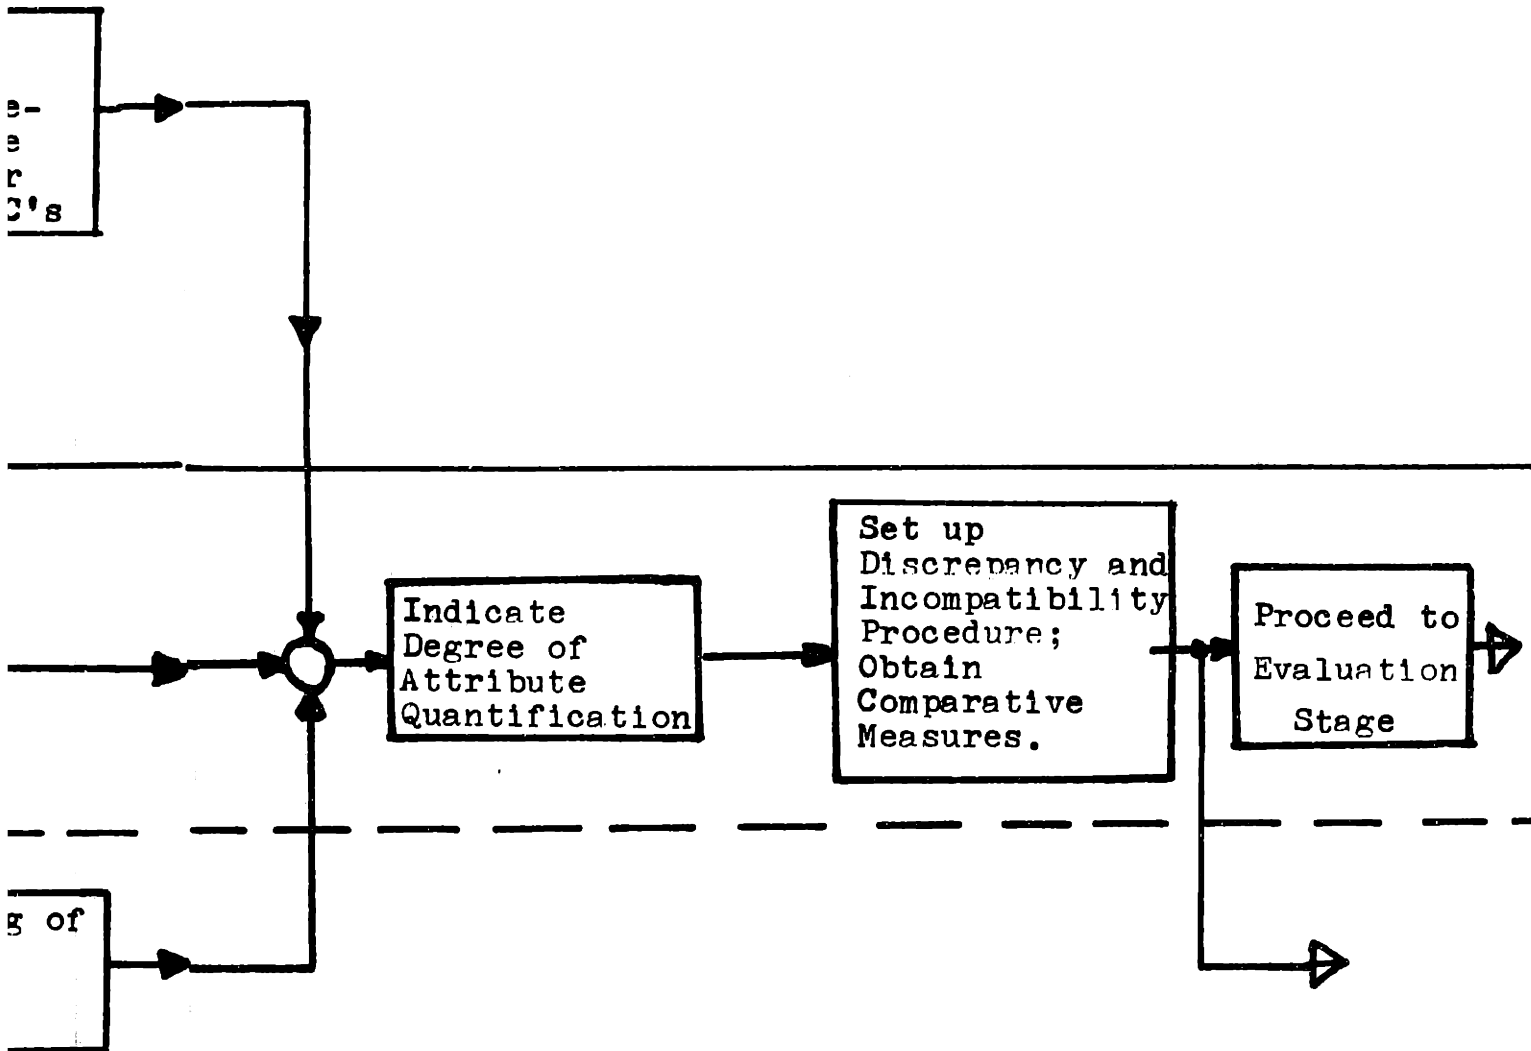 e-
e
r
C's
Indicate
Degree of
Attribute
Quantification
Set up
Discrepancy and
Incompatibility
Procedure;
Obtain
Comparative
Measures.
Proceed to
Evaluation
Stage
g of